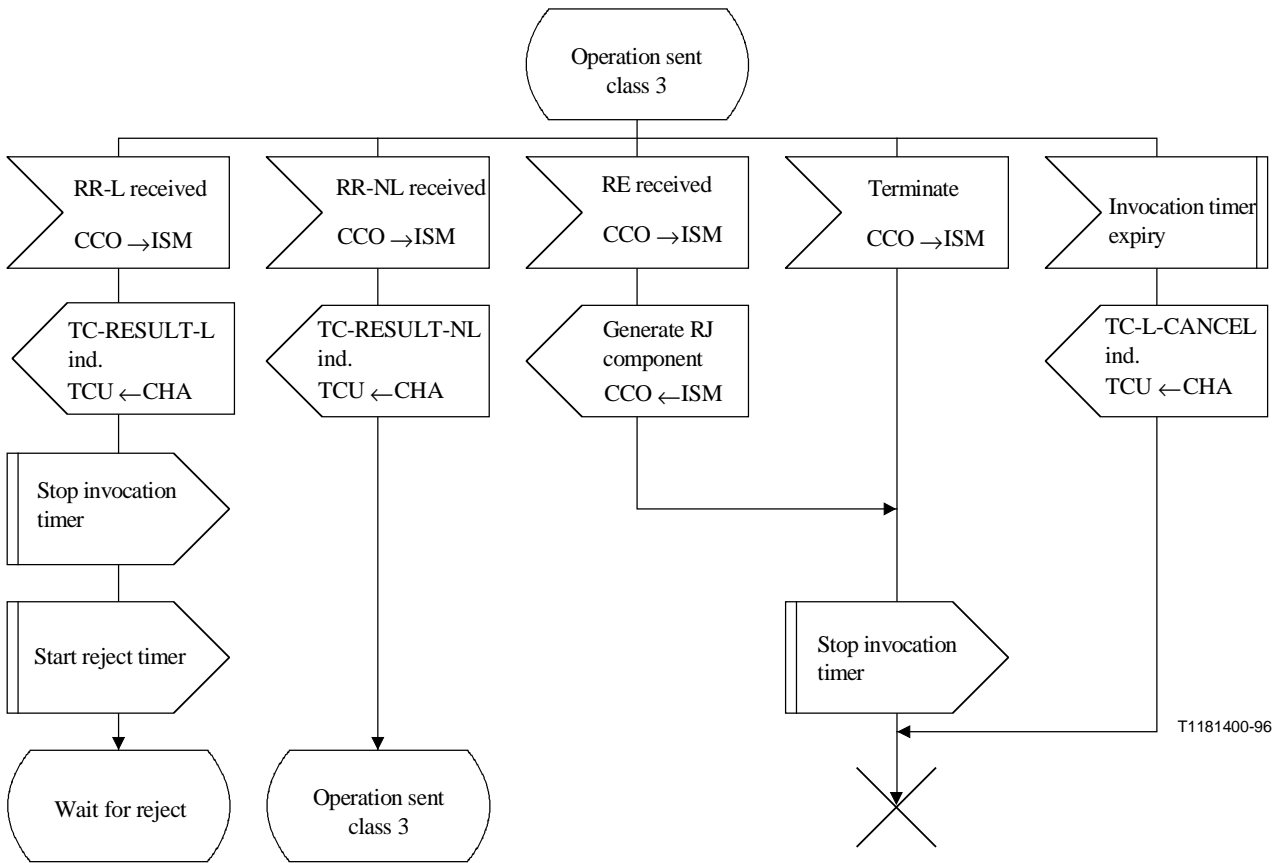 Operation sent
class 3
RR-L received
CCO →ISM
RR-NL received
CCO →ISM
RE received
CCO →ISM
Terminate
CCO →ISM
Invocation timer
expiry
TC-RESULT-L
ind.
TCU ←CHA
TC-RESULT-NL
ind.
TCU ←CHA
Generate RJ
component
CCO ←ISM
TC-L-CANCEL
ind.
TCU ←CHA
Stop invocation
timer
Start reject timer
Stop invocation
timer
T1181400-96
Wait for reject
Operation sent
class 3